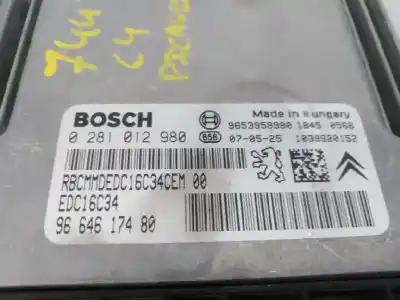 744
C4
BOSCH
Made in Hungary
9653958980 1845 0568
0 281 012 980 658 07-05-25 1039S20152
RBCMMDEDC16C34CEM 00
EDC16C34
96 646 174 80